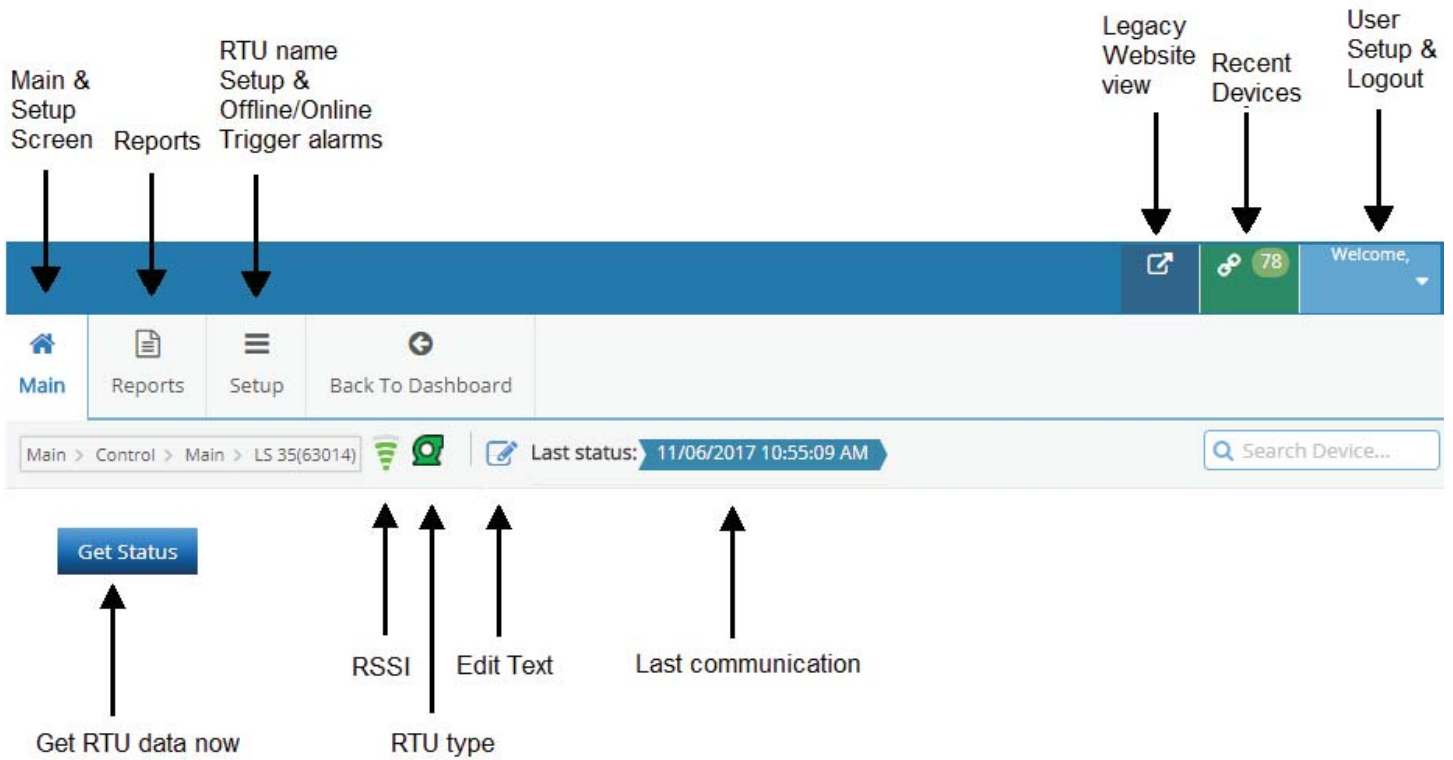 Main &
Setup
Screen
Reports
RTU name
Setup &
Offline/Online
Trigger alarms
Legacy
Website
view
Recent
Devices
User
Setup &
Logout
78
Welcome,
Main
Reports
Setup
Back To Dashboard
Main > Control > Main > LS 35(63014)
Last status: 11/06/2017 10:55:09 AM
Search Device...
Get Status
RSSI
Edit Text
Last communication
Get RTU data now
RTU type